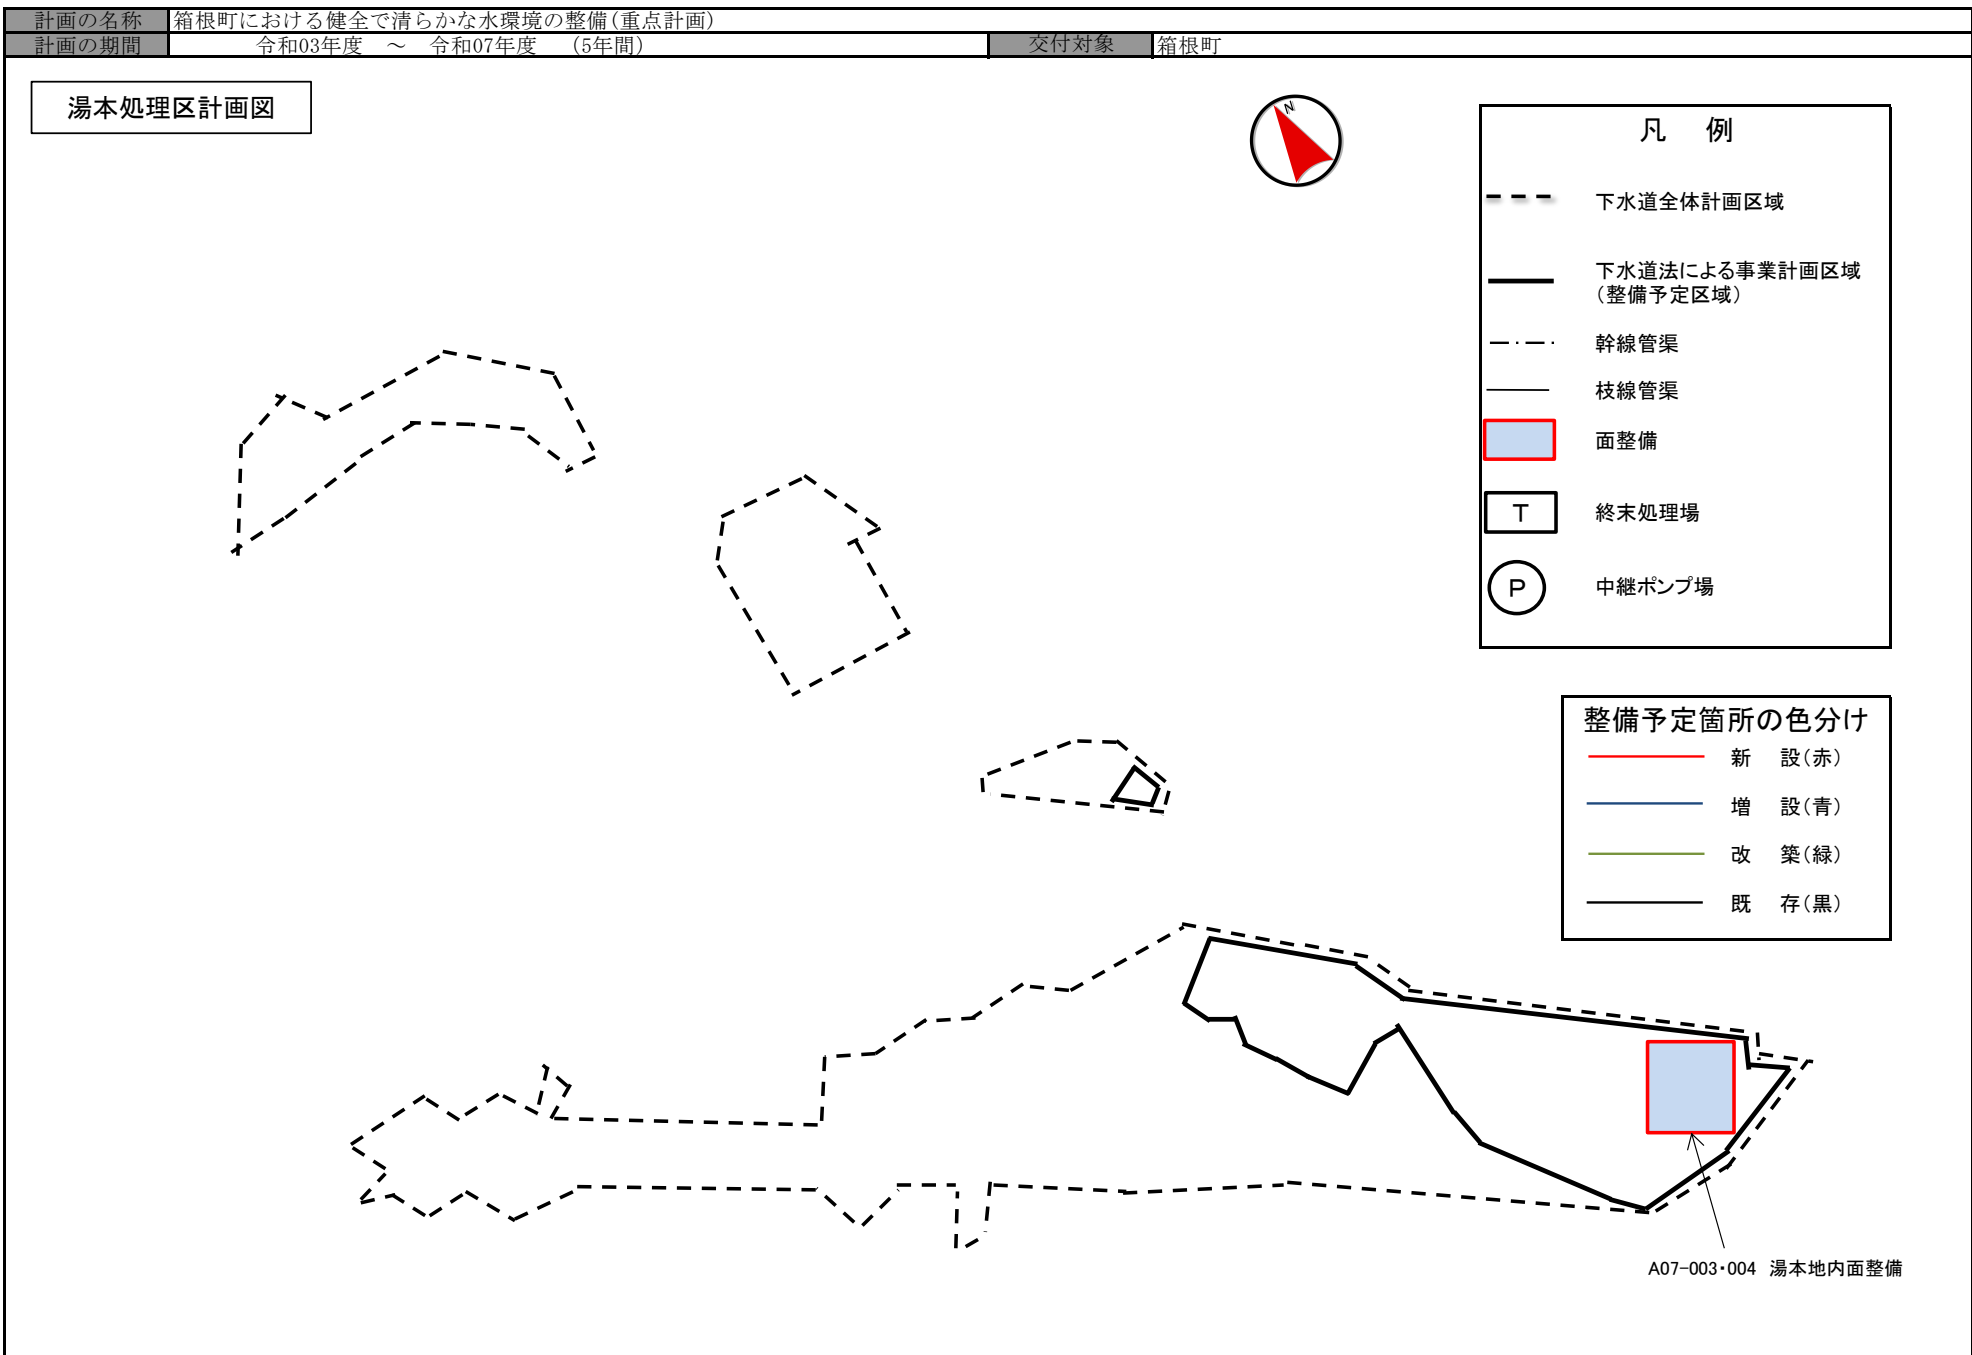 計画の名称 箱根町における健全で清らかな水環境の整備(重点計画)
計画の期間 令和03年度 ～ 令和07年度 (5年間) 交付対象 箱根町
湯本処理区計画図
N
凡 例
下水道全体計画区域
下水道法による事業計画区域
(整備予定区域)
幹線管渠
枝線管渠
面整備
T 終末処理場
P 中継ポンプ場
整備予定箇所の色分け
新 設(赤)
増 設(青)
改 築(緑)
既 存(黒)
A07-003・004 湯本地内面整備